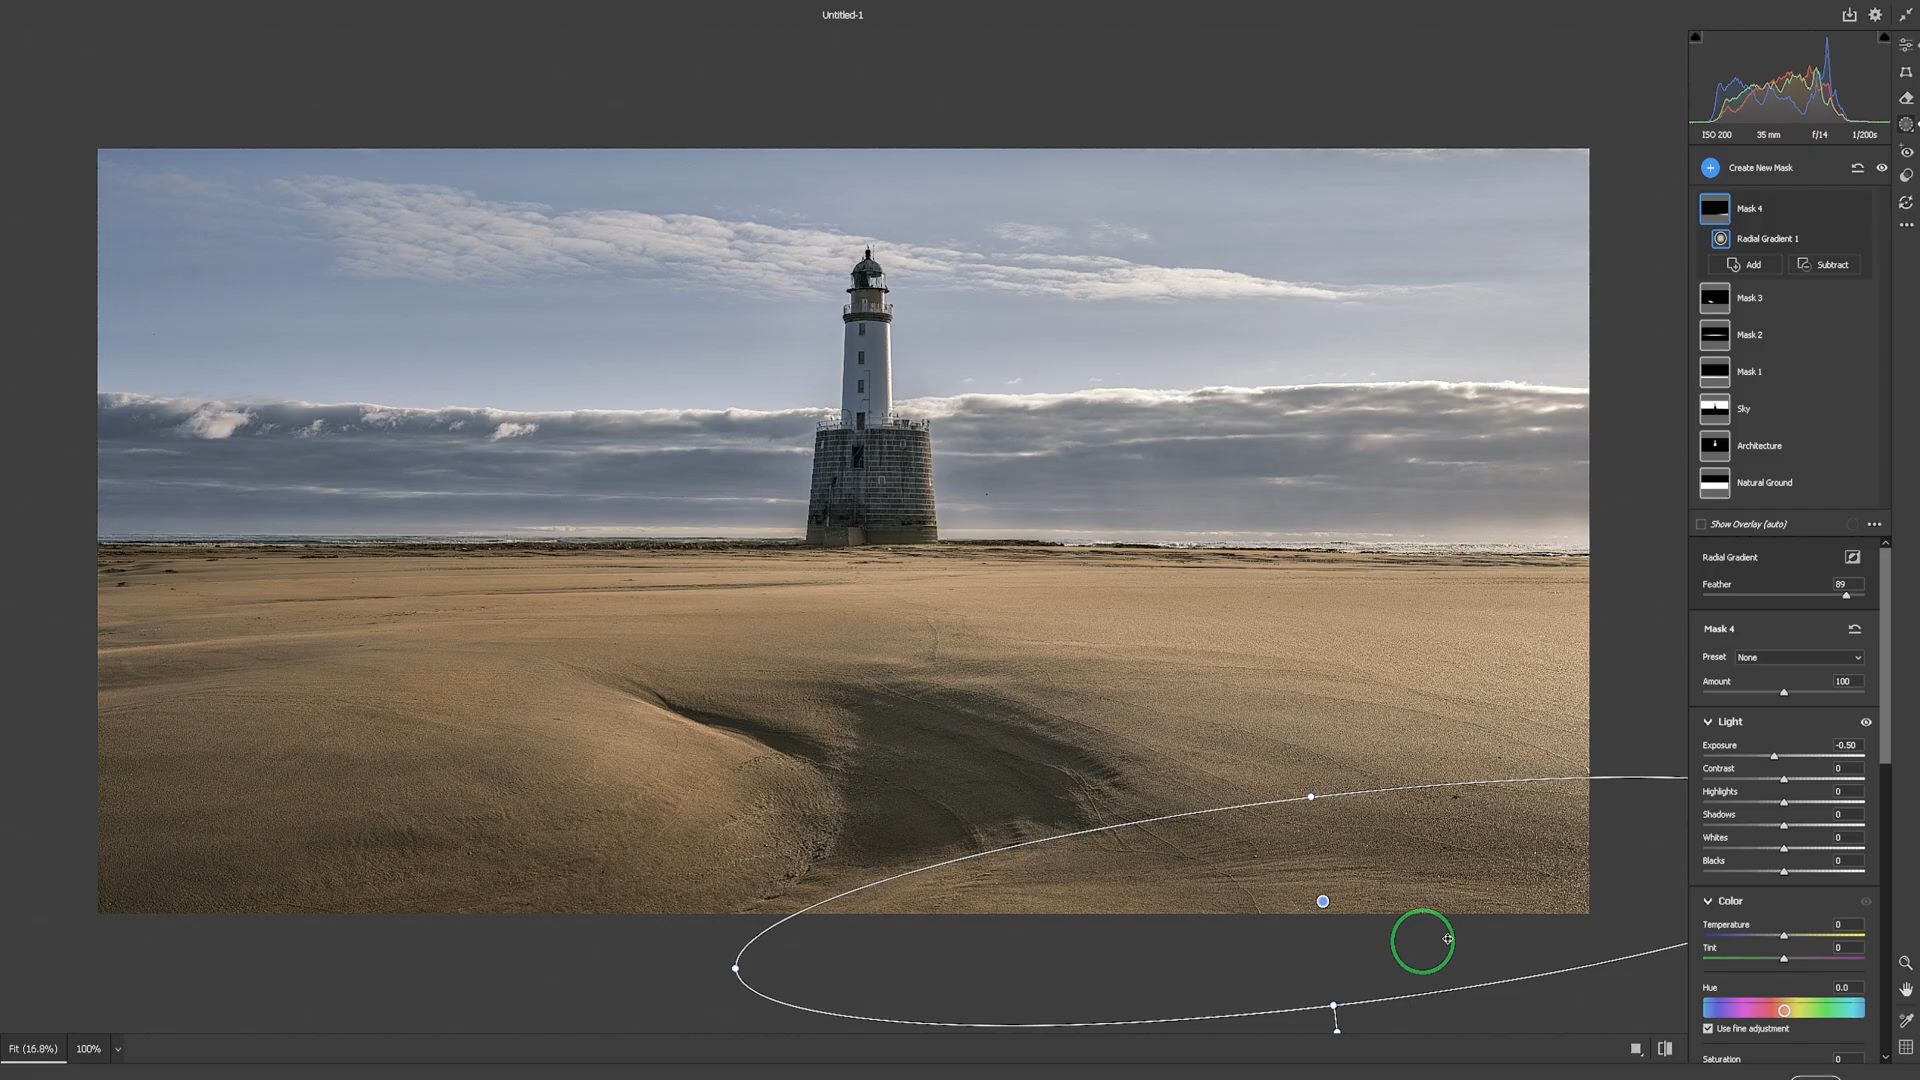 Untitled-1
ISO 200 35 mm f/14 1/200s
Create New Mask
Mask 4
Radial Gradient 1
Add Subtract
Mask 3
Mask 2
Mask 1
Sky
Architecture
Natural Ground
Show Overlay (auto)
Radial Gradient
Feather 89
Mask 4
Preset None
Amount 100
Light
Exposure -0.50
Contrast 0
Highlights 0
Shadows 0
Whites 0
Blacks 0
Color
Temperature 0
Tint 0
Hue 0.0
Use fine adjustment
Saturation 0
Fit (16.8%) 100%